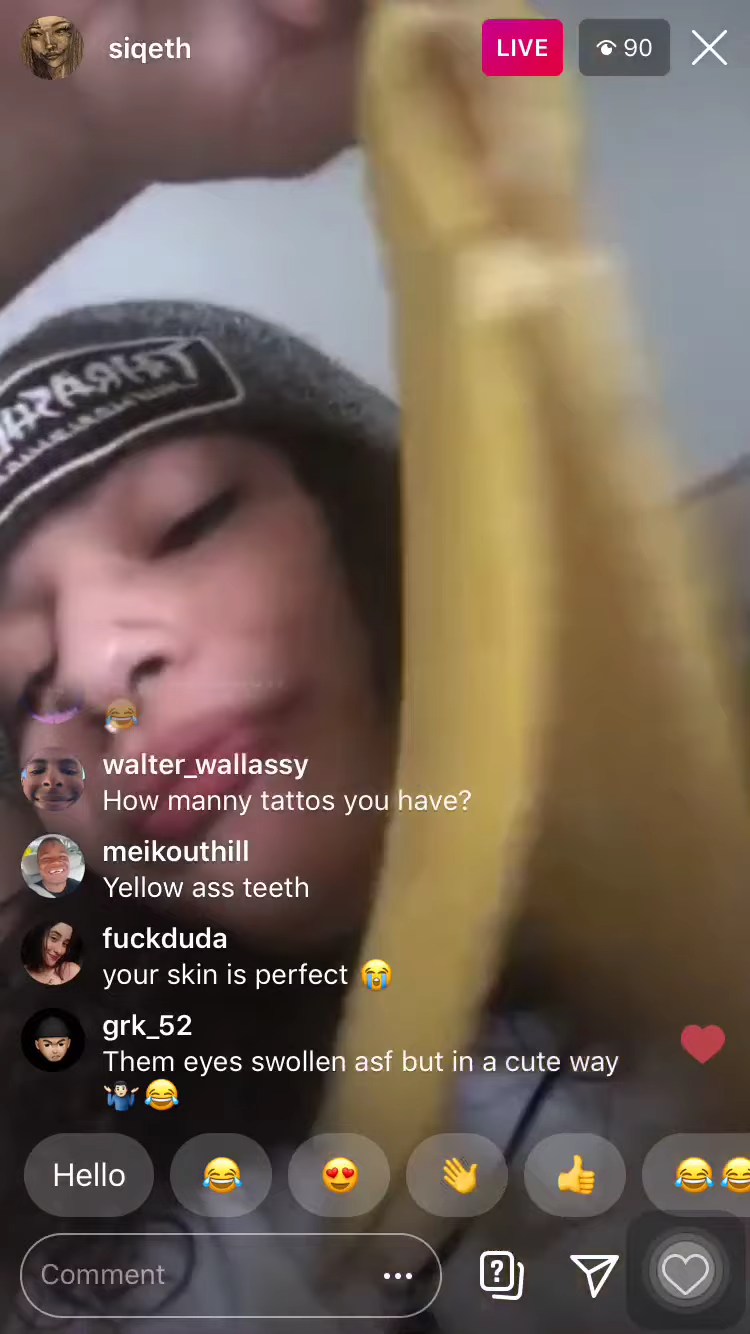 siqeth
LIVE
90
THRASHER
walter_wallassy
How manny tattos you have?
meikouthill
Yellow ass teeth
fuckduda
your skin is perfect 😭
grk_52
Them eyes swollen asf but in a cute way
🤷🏻‍♂️😂
Hello 😂 😍 👋 👍 😂😂
Comment